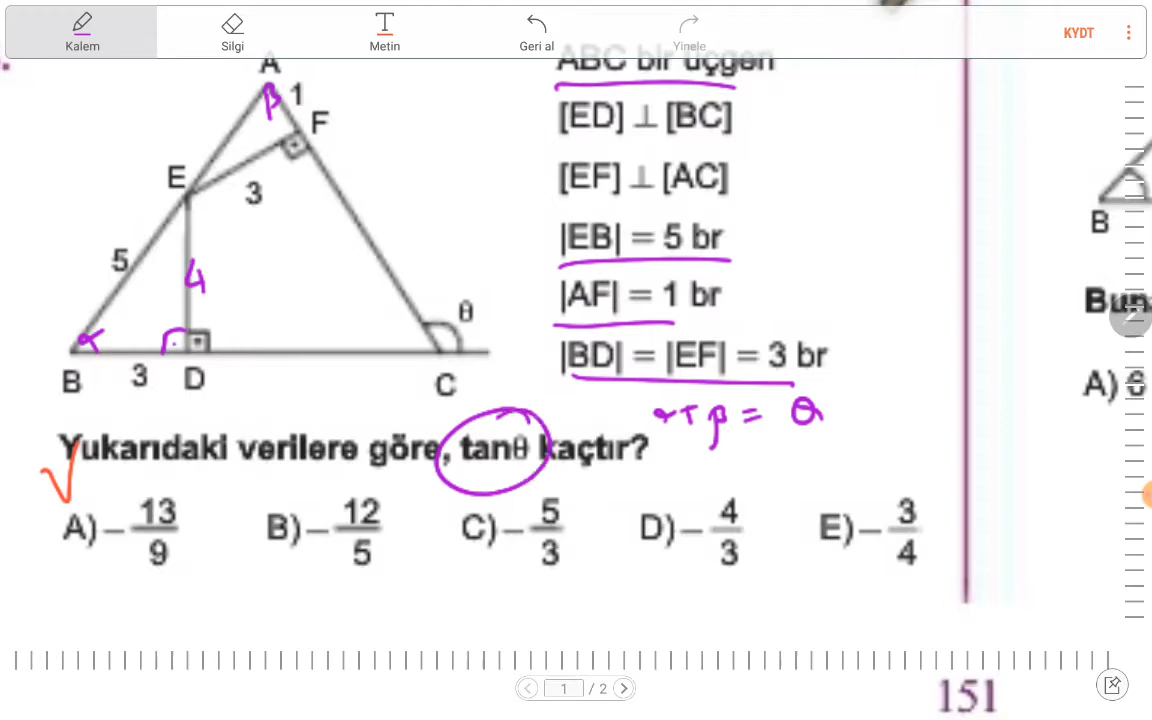 Kalem Silgi Metin Geri al Yinele KYDT
A
ABC bir üçgen
β 1
F
[ED] ⊥ [BC]
E
3
[EF] ⊥ [AC]
5
|EB| = 5 br
B
4
|AF| = 1 br
θ
α
|BD| = |EF| = 3 br
B 3 D C
A) 6
α+β = θ
Yukarıdaki verilere göre, tanθ kaçtır?
A) -13/9 B) -12/5 C) -5/3 D) -4/3 E) -3/4
1 / 2
151